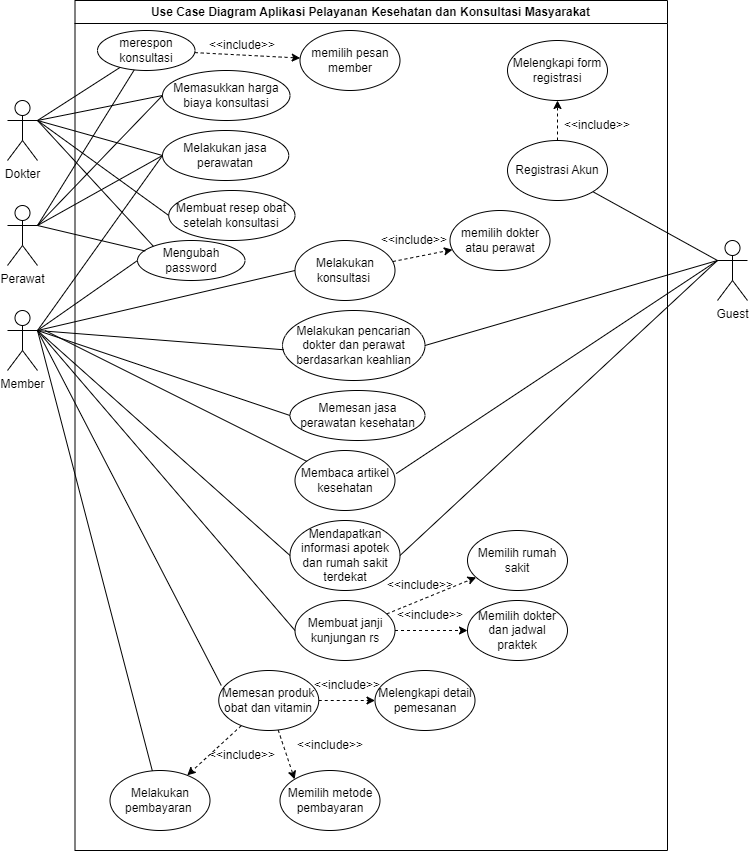 Use Case Diagram Aplikasi Pelayanan Kesehatan dan Konsultasi Masyarakat
merespon
konsultasi
<<include>>
memilih pesan
member
Melengkapi form
registrasi
<<include>>
Registrasi Akun
Memasukkan harga
biaya konsultasi
Dokter
Melakukan jasa
perawatan
Membuat resep obat
setelah konsultasi
Perawat
Mengubah
password
Melakukan
konsultasi
<<include>>
memilih dokter
atau perawat
Guest
Member
Melakukan pencarian
dokter dan perawat
berdasarkan keahlian
Memesan jasa
perawatan kesehatan
Membaca artikel
kesehatan
Mendapatkan
informasi apotek
dan rumah sakit
terdekat
Memilih rumah
sakit
<<include>>
Membuat janji
kunjungan rs
<<include>>
Memilih dokter
dan jadwal
praktek
Memesan produk
obat dan vitamin
<<include>>
Melengkapi detail
pemesanan
<<include>>
<<include>>
Melakukan
pembayaran
Memilih metode
pembayaran